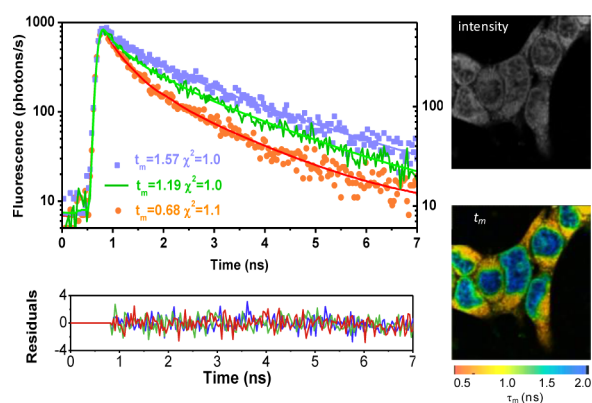 Fluorescence (photons/s)
1000
100
10
100
10
tm=1.57 χ²=1.0
tm=1.19 χ²=1.0
tm=0.68 χ²=1.1
0 1 2 3 4 5 6 7
Time (ns)
Residuals
4
0
-4
0 1 2 3 4 5 6 7
Time (ns)
intensity
tm
0.5 1.0 1.5 2.0
τm (ns)